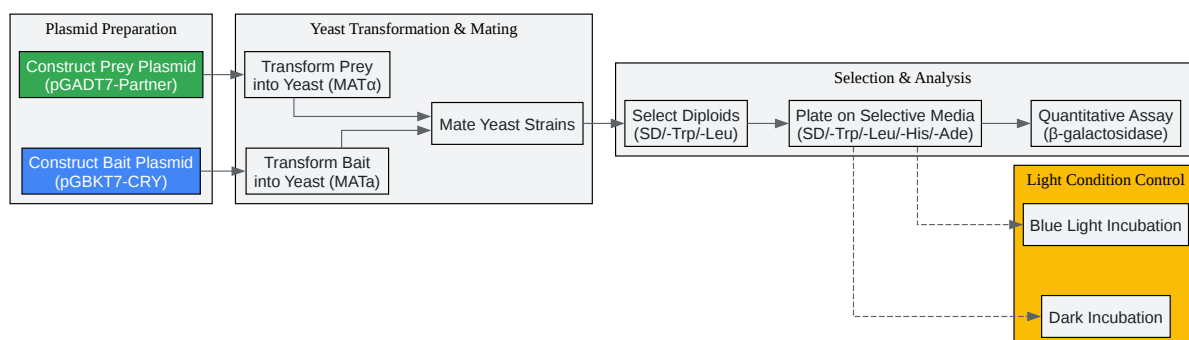 Plasmid Preparation
Construct Prey Plasmid
(pGADT7-Partner)
Construct Bait Plasmid
(pGBKT7-CRY)
Yeast Transformation & Mating
Transform Prey
into Yeast (MATα)
Transform Bait
into Yeast (MATa)
Mate Yeast Strains
Selection & Analysis
Select Diploids
(SD/-Trp/-Leu)
Plate on Selective Media
(SD/-Trp/-Leu/-His/-Ade)
Quantitative Assay
(β-galactosidase)
Light Condition Control
Blue Light Incubation
Dark Incubation